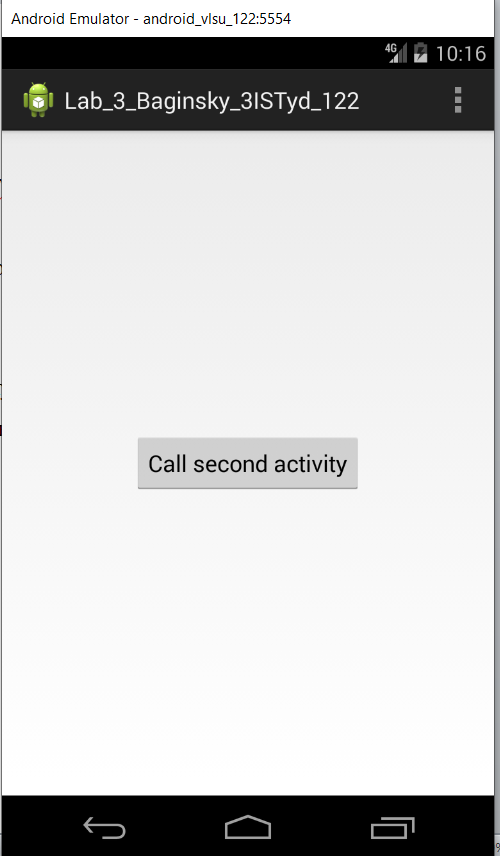 Android Emulator - android_vlsu_122:5554
4G 10:16
Lab_3_Baginsky_3ISTyd_122
Call second activity